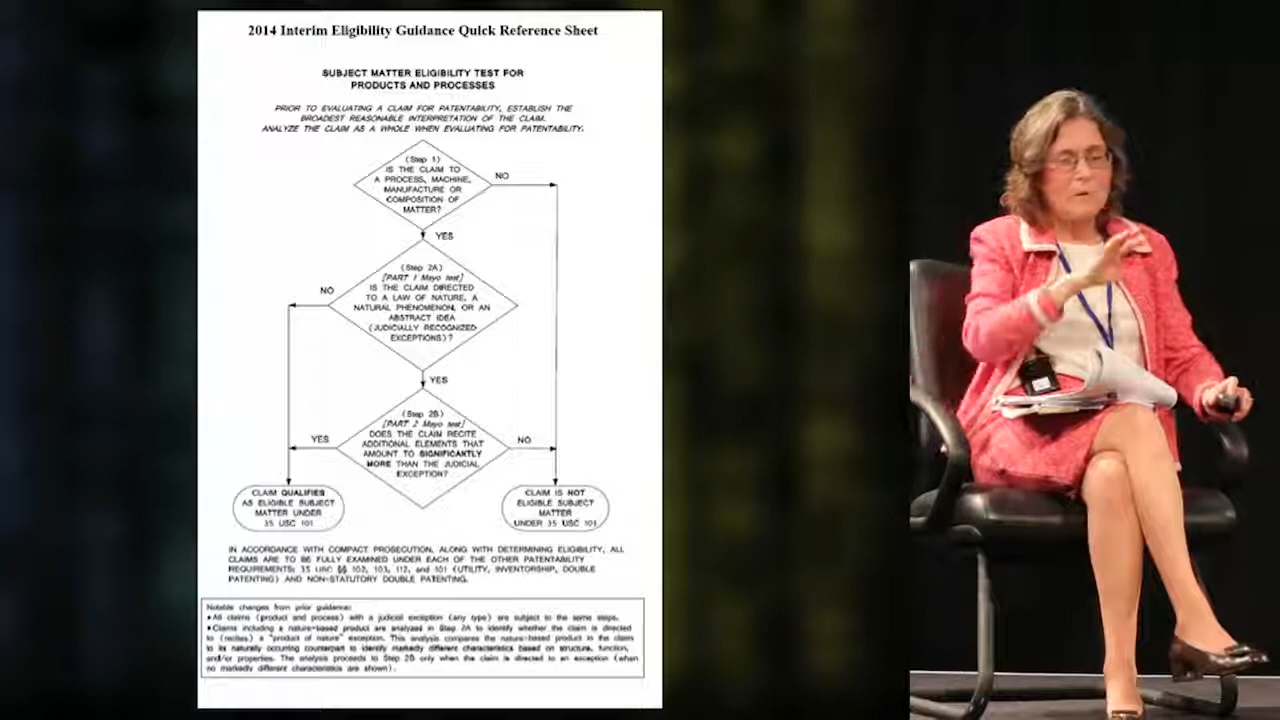 2014 Interim Eligibility Guidance Quick Reference Sheet
SUBJECT MATTER ELIGIBILITY TEST FOR
PRODUCTS AND PROCESSES
PRIOR TO EVALUATING A CLAIM FOR PATENTABILITY, ESTABLISH THE
BROADEST REASONABLE INTERPRETATION OF THE CLAIM.
ANALYZE THE CLAIM AS A WHOLE WHEN EVALUATING FOR PATENTABILITY.
(Step 1)
IS THE CLAIM TO
A PROCESS, MACHINE,
MANUFACTURE OR
COMPOSITION OF
MATTER?
NO
YES
(Step 2A)
[PART 1 Mayo test]
IS THE CLAIM DIRECTED
TO A LAW OF NATURE, A
NATURAL PHENOMENON, OR AN
ABSTRACT IDEA
(JUDICIALLY RECOGNIZED
EXCEPTIONS)?
NO
YES
(Step 2B)
[PART 2 Mayo test]
DOES THE CLAIM RECITE
ADDITIONAL ELEMENTS THAT
AMOUNT TO SIGNIFICANTLY
MORE THAN THE JUDICIAL
EXCEPTION?
YES
NO
CLAIM QUALIFIES
AS ELIGIBLE SUBJECT
MATTER UNDER
35 USC 101
CLAIM IS NOT
ELIGIBLE SUBJECT
MATTER
UNDER 35 USC 101
IN ACCORDANCE WITH COMPACT PROSECUTION, ALONG WITH DETERMINING ELIGIBILITY, ALL
CLAIMS ARE TO BE FULLY EXAMINED UNDER EACH OF THE OTHER PATENTABILITY
REQUIREMENTS: 35 USC §§ 102, 103, 112, and 101 (UTILITY, INVENTORSHIP, DOUBLE
PATENTING) AND NON-STATUTORY DOUBLE PATENTING.
Notable changes from prior guidance:
• All claims (product and process) with a judicial exception (any type) are subject to the same steps.
• Claims including a nature-based product are analyzed in Step 2A to identify whether the claim is directed
to (recites) a "product of nature" exception. This analysis compares the nature-based product in the claim
to its naturally occurring counterpart to identify markedly different characteristics based on structure, function,
and/or properties. The analysis proceeds to Step 2B only when the claim is directed to an exception (when
no markedly different characteristics are shown).